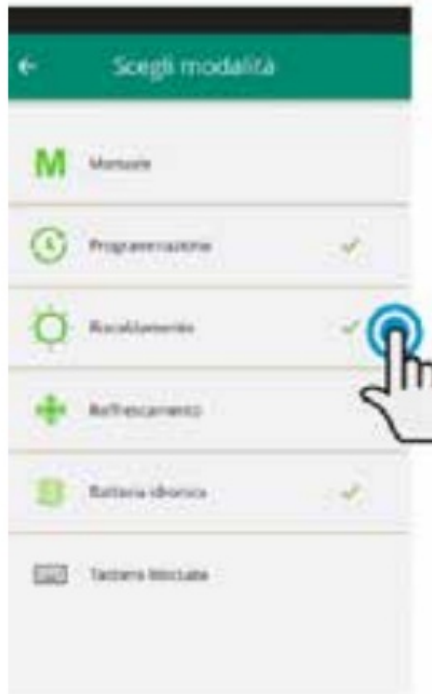 Scegli modalità
M Manuale
Programmazione
Riscaldamento
Raffrescamento
Batteria idronica
Tastiera bloccata